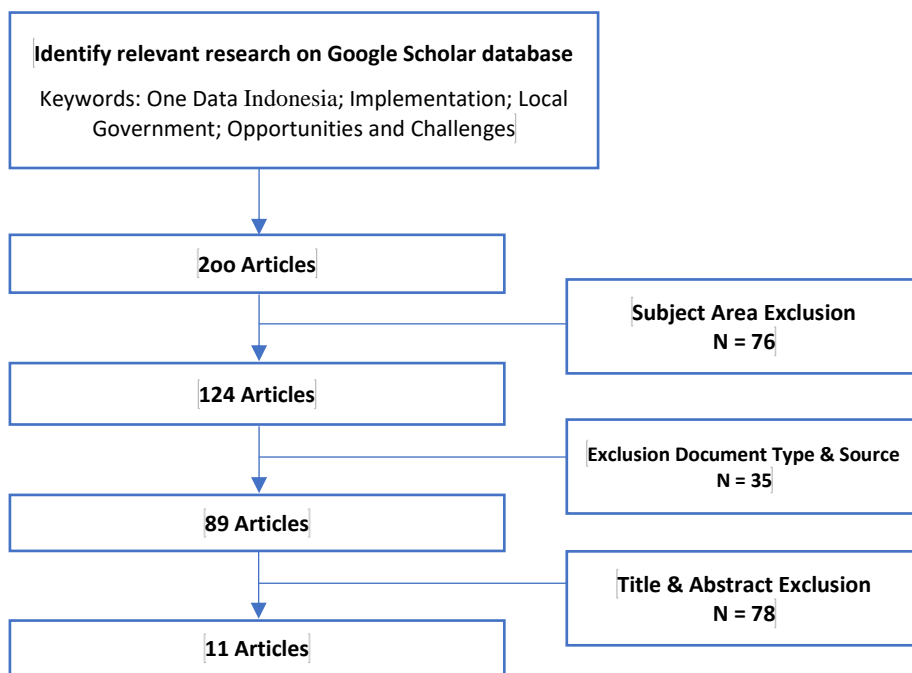 Identify relevant research on Google Scholar database
Keywords: One Data Indonesia; Implementation; Local
Government; Opportunities and Challenges
2oo Articles
Subject Area Exclusion
N = 76
124 Articles
Exclusion Document Type & Source
N = 35
89 Articles
Title & Abstract Exclusion
N = 78
11 Articles